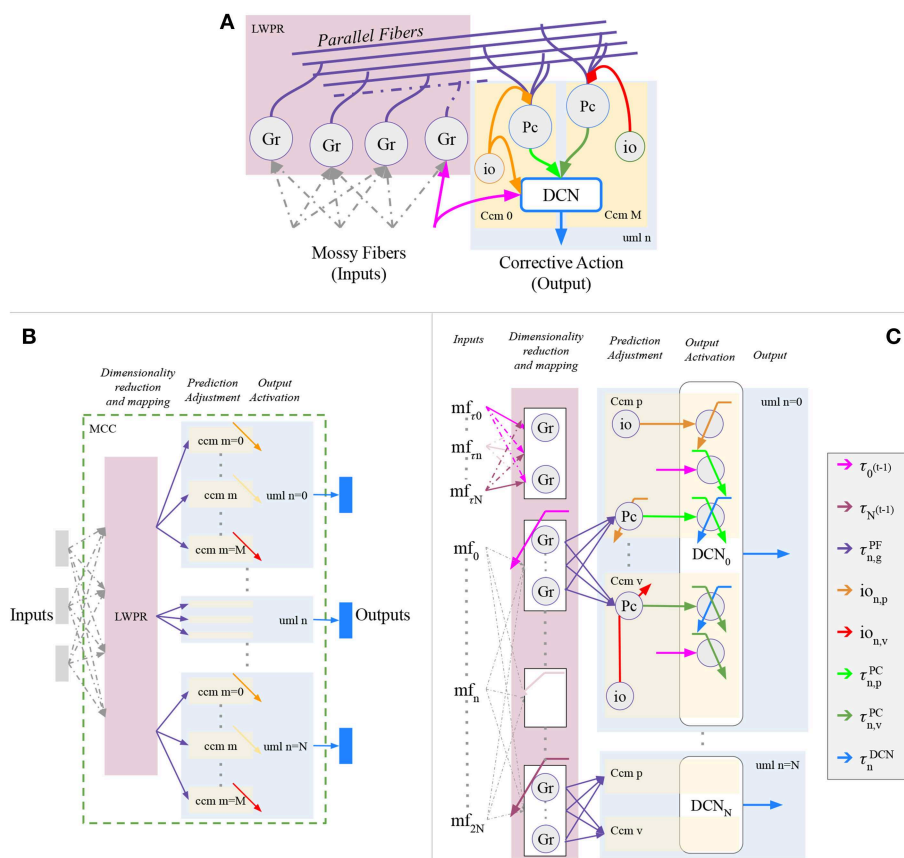 A
LWPR
Parallel Fibers
Gr
Gr
Gr
Gr
Pc
Pc
io
io
DCN
Ccm 0
Ccm M
uml n
Mossy Fibers
(Inputs)
Corrective Action
(Output)
B
Dimensionality
reduction
and mapping
Prediction
Adjustment
Output
Activation
MCC
ccm m=0
ccm m
uml n=0
ccm m=M
Inputs
LWPR
uml n
Outputs
ccm m=0
ccm m
uml n=N
ccm m=M
C
Inputs
Dimensionality
reduction
and mapping
Prediction
Adjustment
Output
Activation
Output
mf_τ0
mf_τn
mf_τN
mf_0
mf_n
mf_2N
Gr
Gr
Gr
Gr
Gr
Gr
Ccm p
io
Pc
Ccm v
Pc
io
DCN_0
uml n=0
Ccm p
Ccm v
DCN_N
uml n=N
τ_0(t-1)
τ_N(t-1)
τ_n,g^PF
io_n,p
io_n,v
τ_n,p^PC
τ_n,v^PC
τ_n^DCN